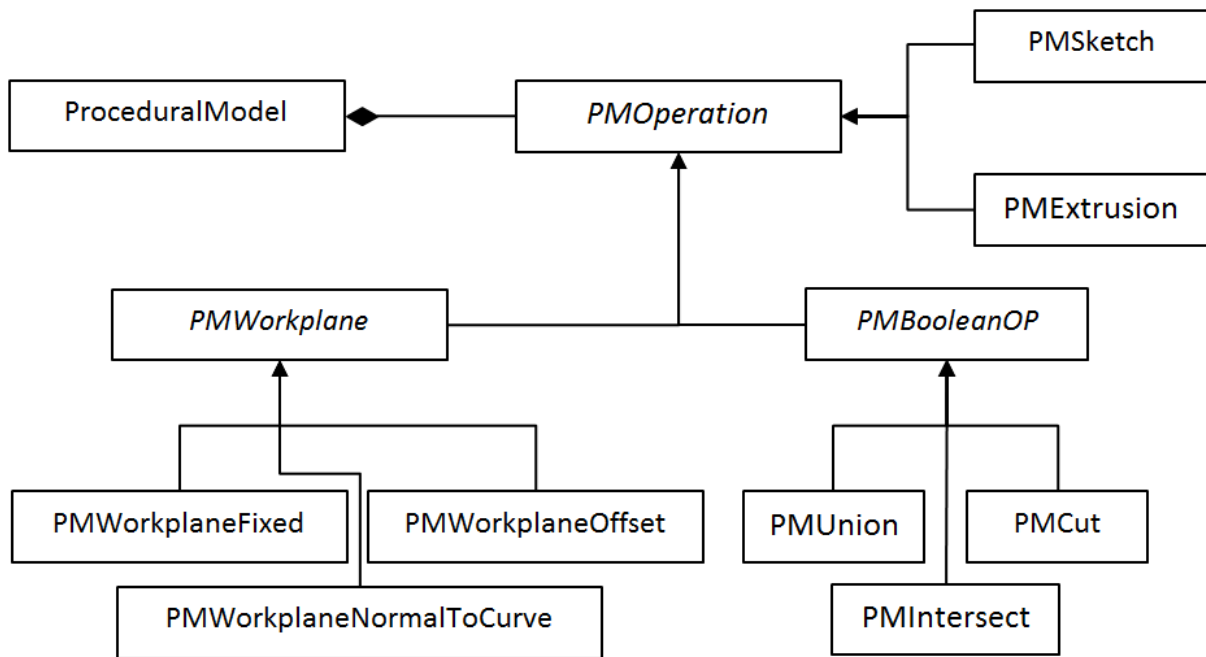 PMSketch
ProceduralModel
PMOperation
PMExtrusion
PMWorkplane
PMBooleanOP
PMWorkplaneFixed
PMWorkplaneOffset
PMUnion
PMCut
PMWorkplaneNormalToCurve
PMIntersect